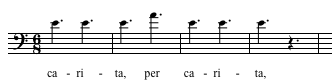 ca - ri - ta, per ca - ri - ta,